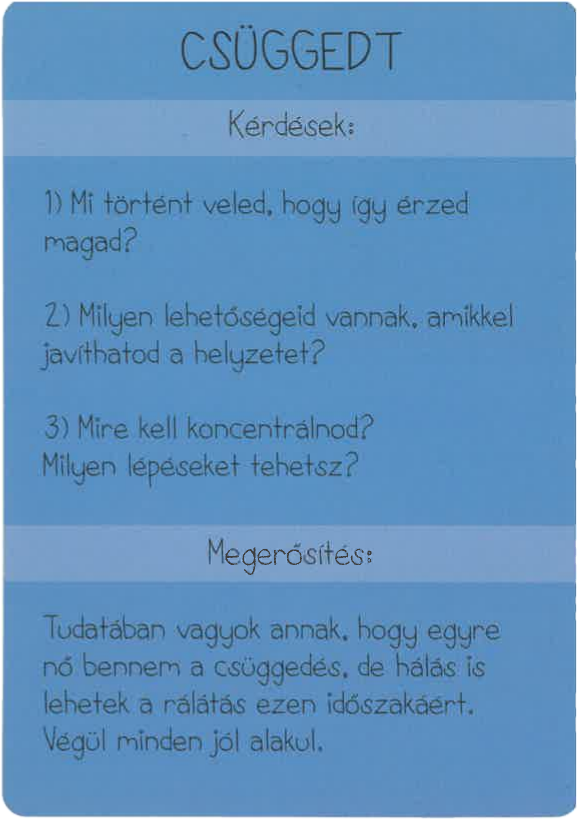 CSÜGGEDT
Kérdések:
1) Mi történt veled, hogy így érzed
magad?
2) Milyen lehetőségeid vannak, amikkel
javíthatod a helyzetet?
3) Mire kell koncentrálnod?
Milyen lépéseket tehetsz?
Megerősítés:
Tudatában vagyok annak, hogy egyre
nő bennem a csüggedés, de hálás is
lehetek a rálátás ezen időszakáért.
Végül minden jól alakul.